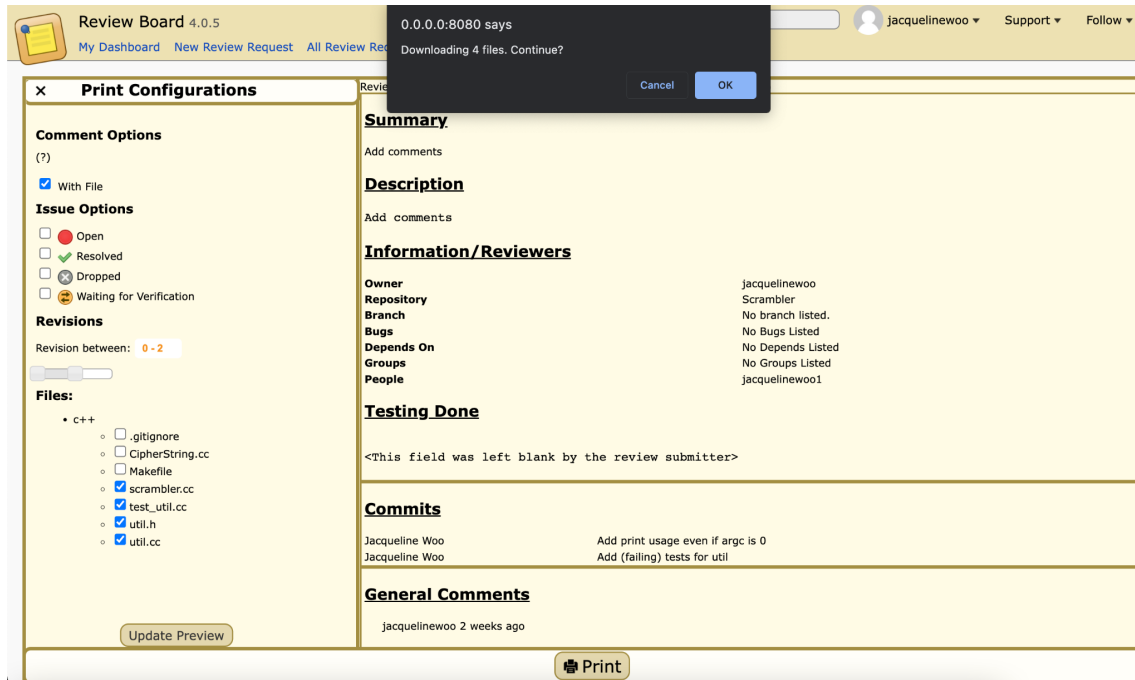 Review Board 4.0.5
My Dashboard New Review Request All Review Req
jacquelinewoo Support Follow
0.0.0.0:8080 says
Downloading 4 files. Continue?
Cancel OK
× Print Configurations
Comment Options
(?)
With File
Issue Options
Open
Resolved
Dropped
Waiting for Verification
Revisions
Revision between: 0 - 2
Files:
• c++
.gitignore
CipherString.cc
Makefile
scrambler.cc
test_util.cc
util.h
util.cc
Update Preview
Revie
Summary
Add comments
Description
Add comments
Information/Reviewers
Owner jacquelinewoo
Repository Scrambler
Branch No branch listed.
Bugs No Bugs Listed
Depends On No Depends Listed
Groups No Groups Listed
People jacquelinewoo1
Testing Done
<This field was left blank by the review submitter>
Commits
Jacqueline Woo Add print usage even if argc is 0
Jacqueline Woo Add (failing) tests for util
General Comments
jacquelinewoo 2 weeks ago
Print